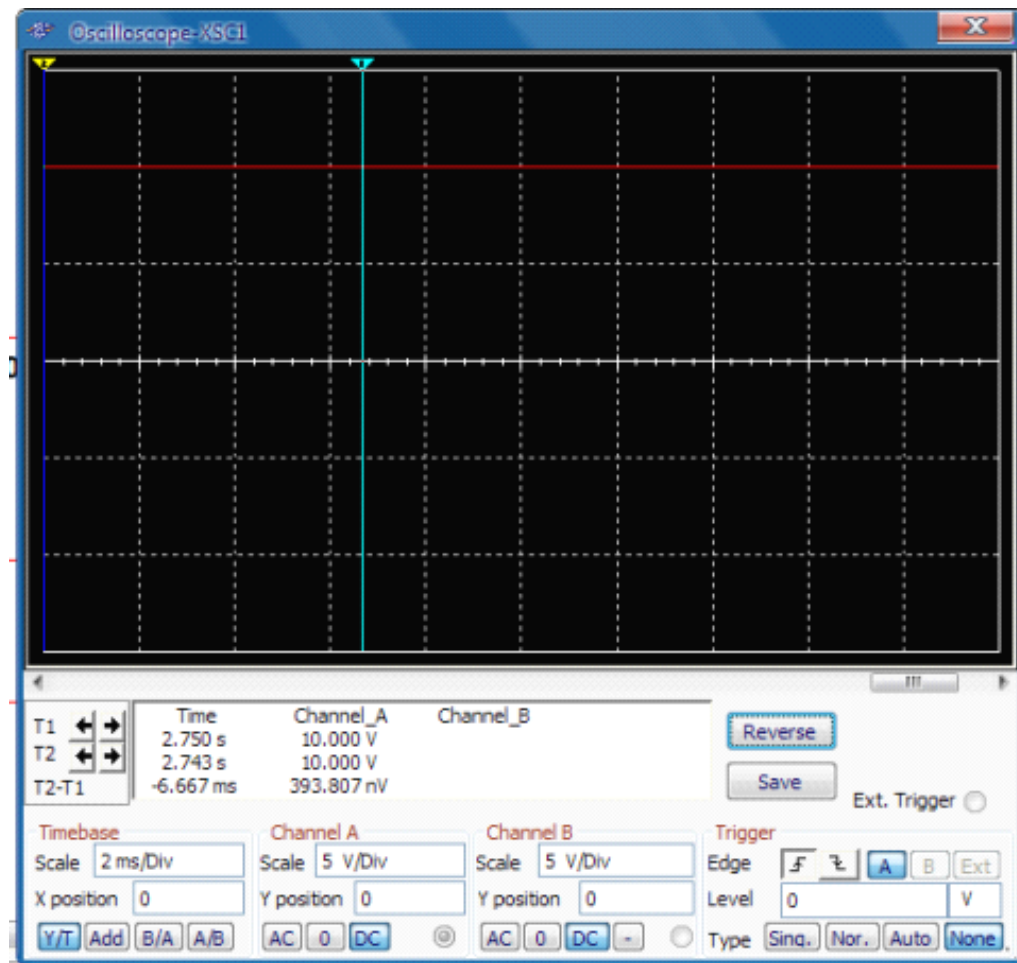 Oscilloscope-XSC1
2 1
Time Channel_A Channel_B
T1 2.750 s 10.000 V
T2 2.743 s 10.000 V
T2-T1 -6.667 ms 393.807 nV
Reverse
Save
Ext. Trigger
Timebase Channel A Channel B Trigger
Scale 2 ms/Div Scale 5 V/Div Scale 5 V/Div Edge A B Ext
X position 0 Y position 0 Y position 0 Level 0 V
Y/T Add B/A A/B AC 0 DC AC 0 DC - Type Sing. Nor. Auto None